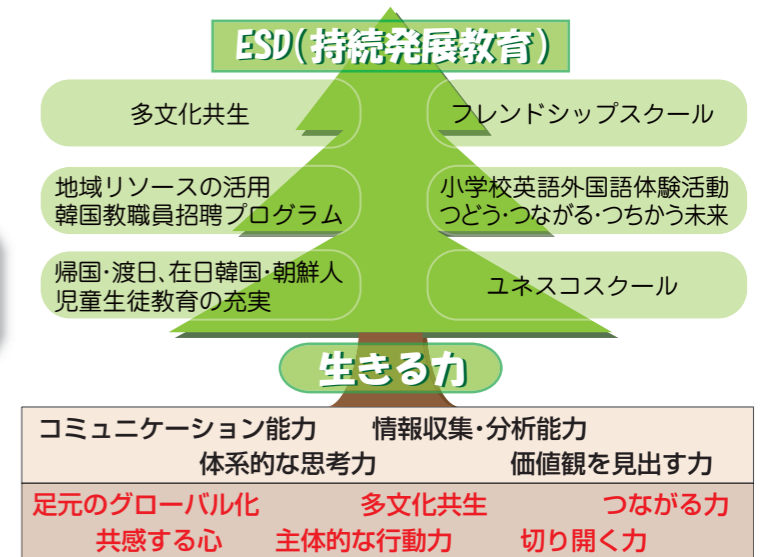 ESD(持続発展教育)
多文化共生
フレンドシップスクール
地域リソースの活用
韓国教職員招聘プログラム
小学校英語外国語体験活動
つどう・つながる・つちかう未来
帰国・渡日、在日韓国・朝鮮人
児童生徒教育の充実
ユネスコスクール
生きる力
コミュニケーション能力 情報収集・分析能力
体系的な思考力 価値観を見出す力
足元のグローバル化 多文化共生 つながる力
共感する心 主体的な行動力 切り開く力